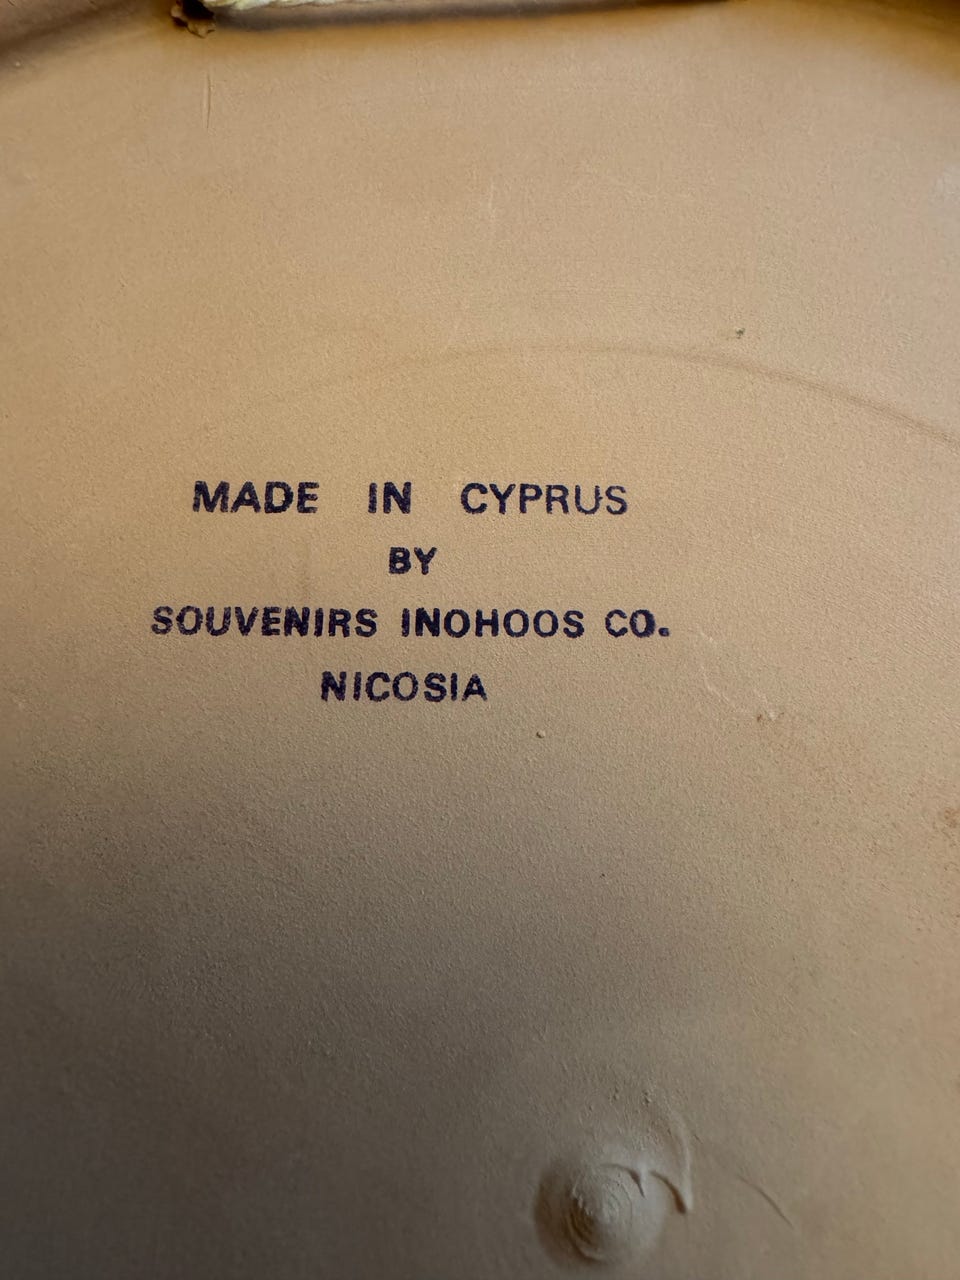 MADE IN CYPRUS
BY
SOUVENIRS INOHOOS CO.
NICOSIA